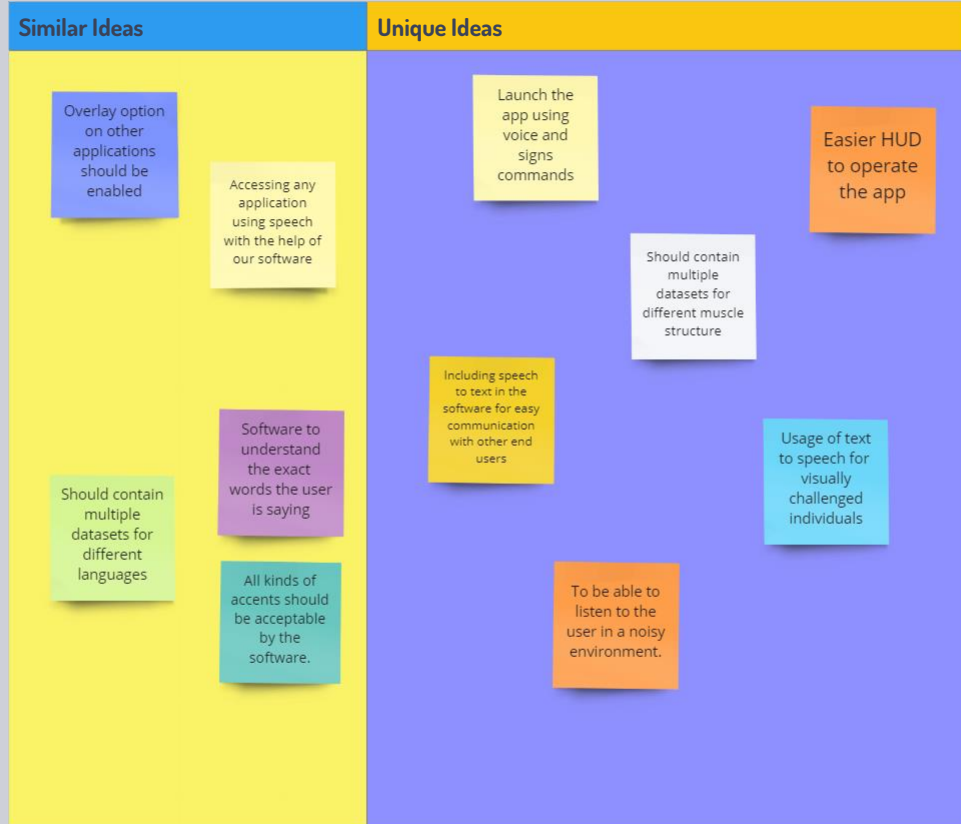 Similar Ideas
Overlay option
on other
applications
should be
enabled
Accessing any
application
using speech
with the help of
our software
Software to
understand
the exact
words the user
is saying
Should contain
multiple
datasets for
different
languages
All kinds of
accents should
be acceptable
by the
software.
Unique Ideas
Launch the
app using
voice and
signs
commands
Easier HUD
to operate
the app
Should contain
multiple
datasets for
different muscle
structure
Including speech
to text in the
software for easy
communication
with other end
users
Usage of text
to speech for
visually
challenged
individuals
To be able to
listen to the
user in a noisy
environment.